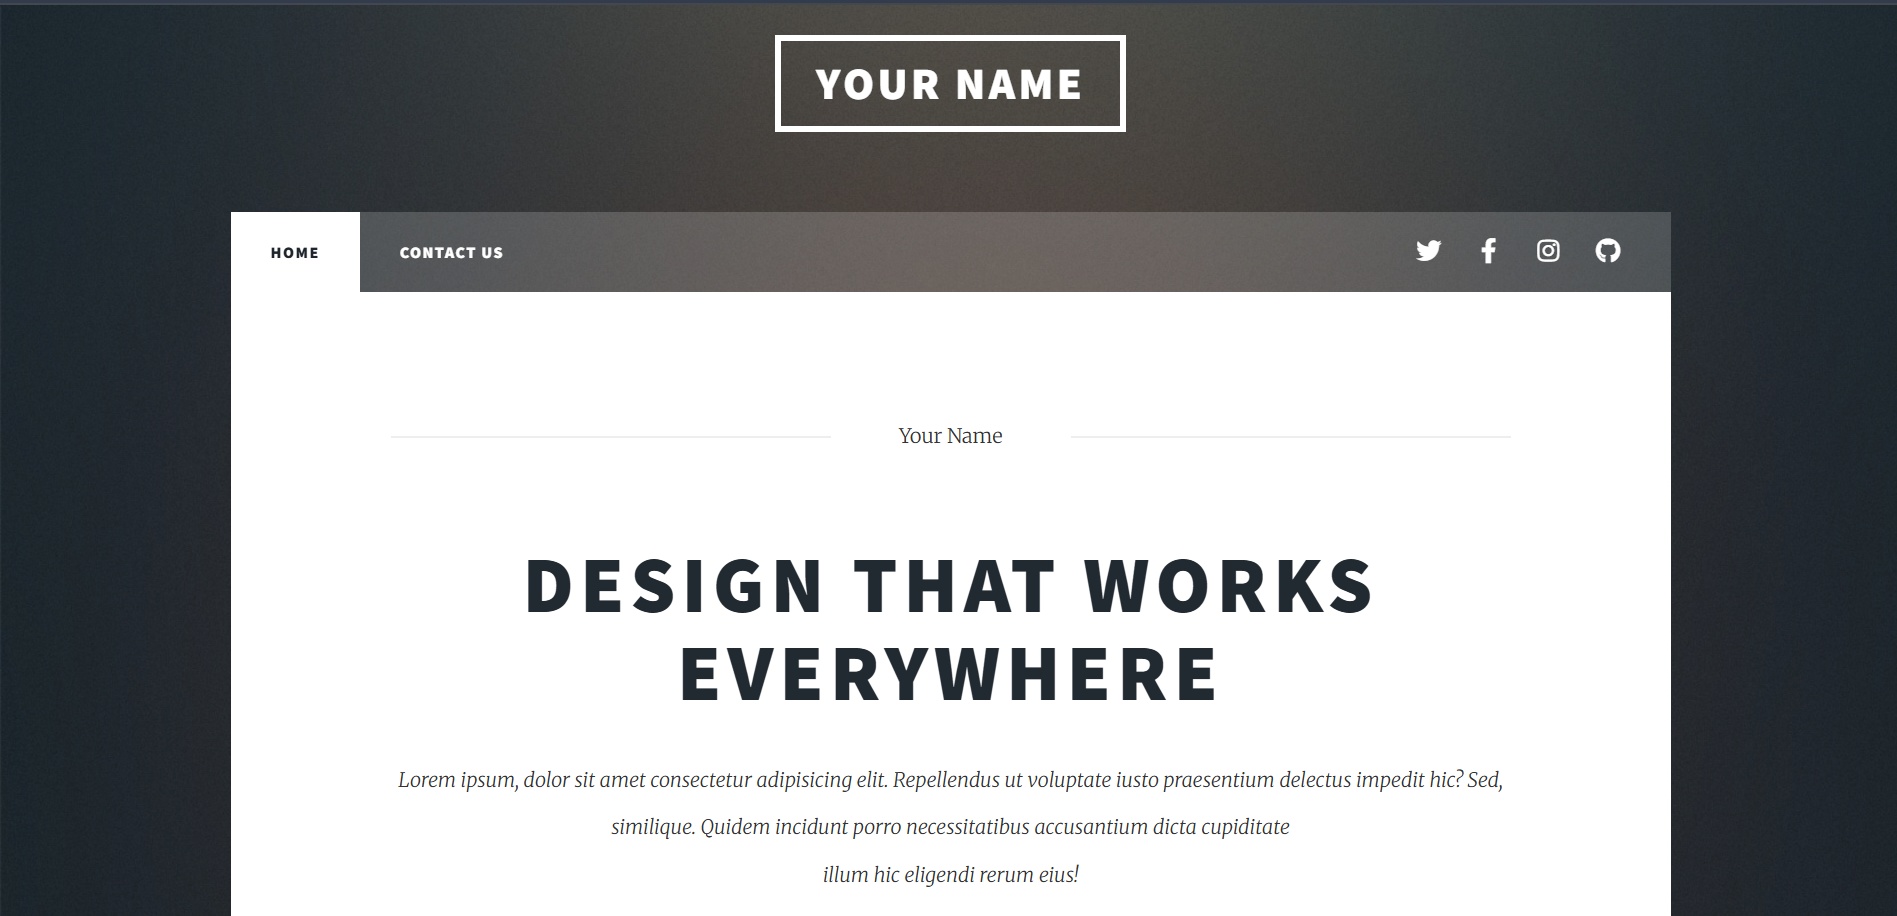 YOUR NAME
HOME
CONTACT US
Your Name
DESIGN THAT WORKS
EVERYWHERE
Lorem ipsum, dolor sit amet consectetur adipisicing elit. Repellendus ut voluptate iusto praesentium delectus impedit hic? Sed,
similique. Quidem incidunt porro necessitatibus accusantium dicta cupiditate
illum hic eligendi rerum eius!